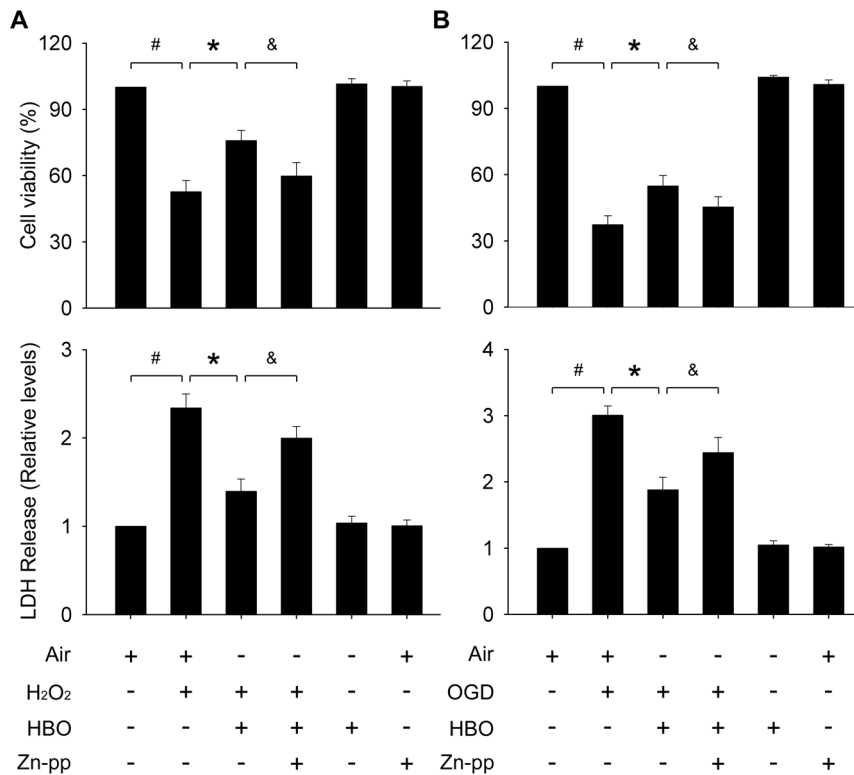 A
B
# * &
# * &
Cell viability (%)
120
90
60
30
0
120
90
60
30
0
# * &
# * &
LDH Release (Relative levels)
3
2
1
0
4
3
2
1
0
Air + + - - - +
H₂O₂ - + + + - -
HBO - - + + + -
Zn-pp - - - + - +
Air + + - - - +
OGD - + + + - -
HBO - - + + + -
Zn-pp - - - + - +